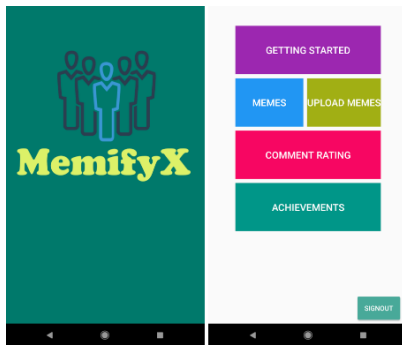 MemifyX
GETTING STARTED
MEMES
UPLOAD MEMES
COMMENT RATING
ACHIEVEMENTS
SIGNOUT